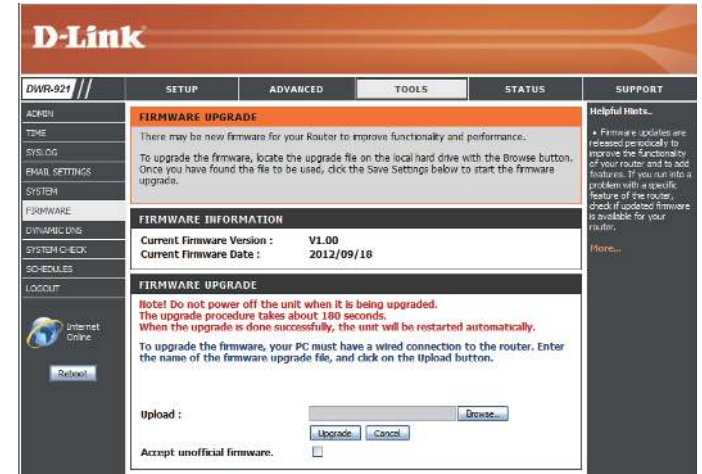 D-Link
DWR-921 SETUP ADVANCED TOOLS STATUS SUPPORT
ADMIN
TIME
SYSLOG
EMAIL SETTINGS
SYSTEM
FIRMWARE
DYNAMIC DNS
SYSTEM CHECK
SCHEDULES
LOGOUT
Internet
Online
Reboot
FIRMWARE UPGRADE
There may be new firmware for your Router to improve functionality and performance.
To upgrade the firmware, locate the upgrade file on the local hard drive with the Browse button.
Once you have found the file to be used, click the Save Settings below to start the firmware
upgrade.
FIRMWARE INFORMATION
Current Firmware Version : V1.00
Current Firmware Date : 2012/09/18
FIRMWARE UPGRADE
Note! Do not power off the unit when it is being upgraded.
The upgrade procedure takes about 180 seconds.
When the upgrade is done successfully, the unit will be restarted automatically.
To upgrade the firmware, your PC must have a wired connection to the router. Enter
the name of the firmware upgrade file, and click on the Upload button.
Upload : Browse...
Upgrade Cancel
Accept unofficial firmware.
Helpful Hints..
• Firmware updates are
released periodically to
improve the functionality
of your router and to add
features. If you run into a
problem with a specific
feature of the router,
check if updated firmware
is available for your
router.
More...